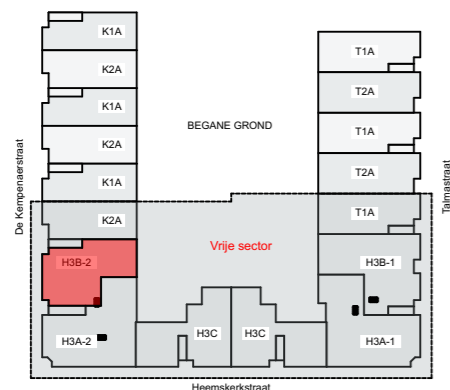 K1A
K2A
K1A
K2A
K1A
K2A
H3B-2
H3A-2
De Kempenaerstraat
BEGANE GROND
Vrije sector
H3C
H3C
T1A
T2A
T1A
T2A
T1A
H3B-1
H3A-1
Talmastraat
Heemskerkstraat